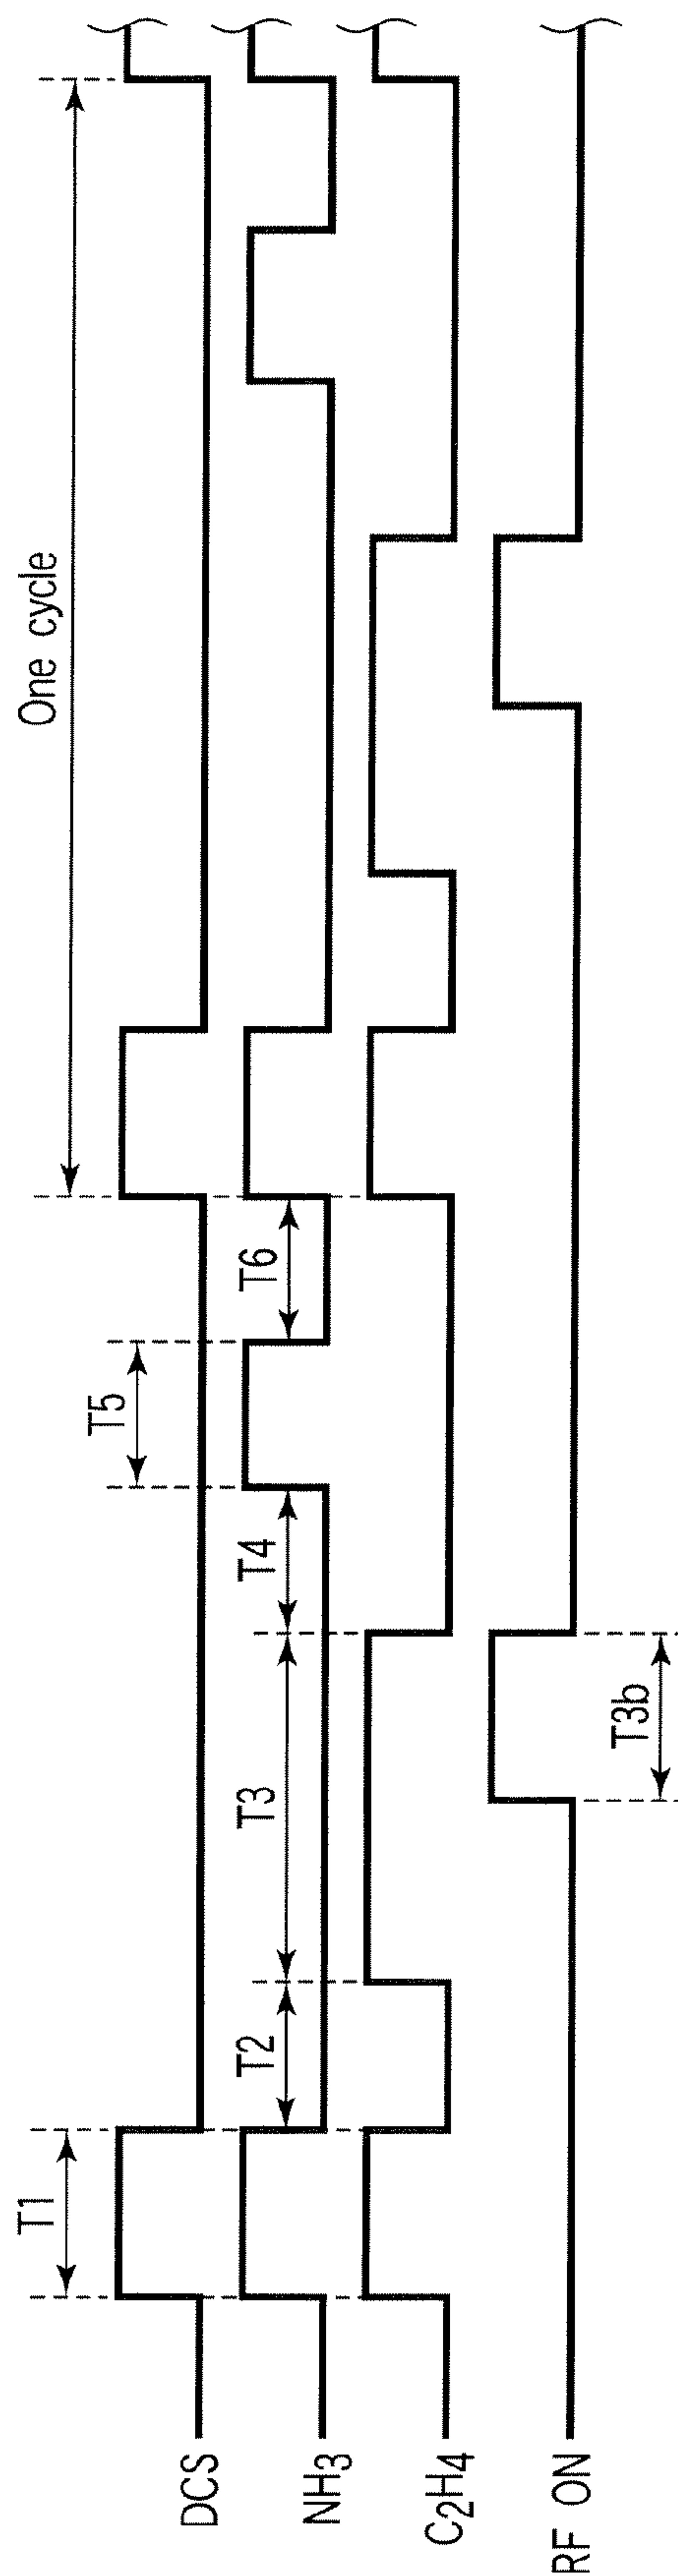 One cycle
T1
T5
DCS
T2
T3
T4
T6
NH3
C2H4
RF ON
T3b